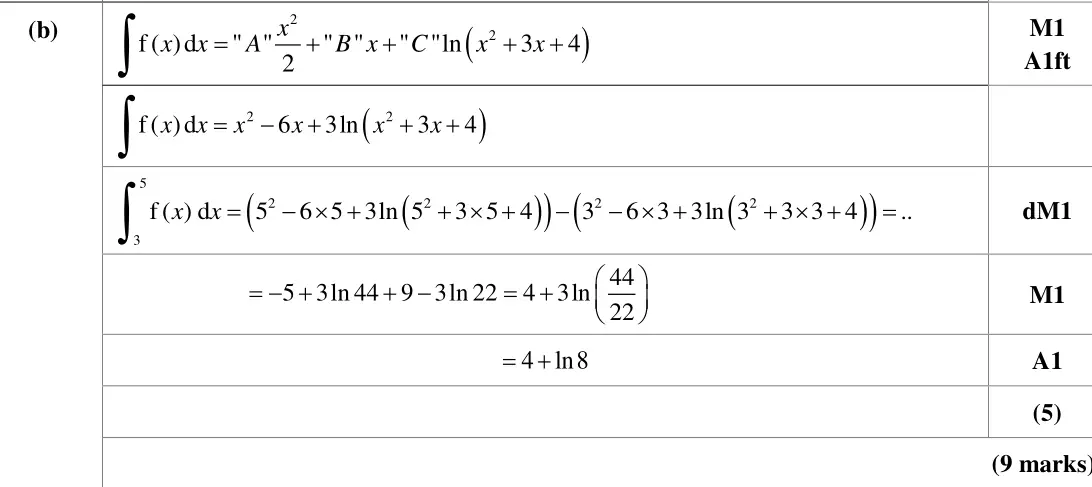 (b) ∫ f(x)dx = "A" x²/2 + "B"x + "C"ln(x² + 3x + 4) M1 A1ft
∫ f(x)dx = x² − 6x + 3ln(x² + 3x + 4)
∫₃⁵ f(x) dx = (5² − 6×5 + 3ln(5² + 3×5 + 4)) − (3² − 6×3 + 3ln(3² + 3×3 + 4)) = .. dM1
= −5 + 3ln 44 + 9 − 3ln 22 = 4 + 3ln(44/22) M1
= 4 + ln8 A1
(5)
(9 marks)